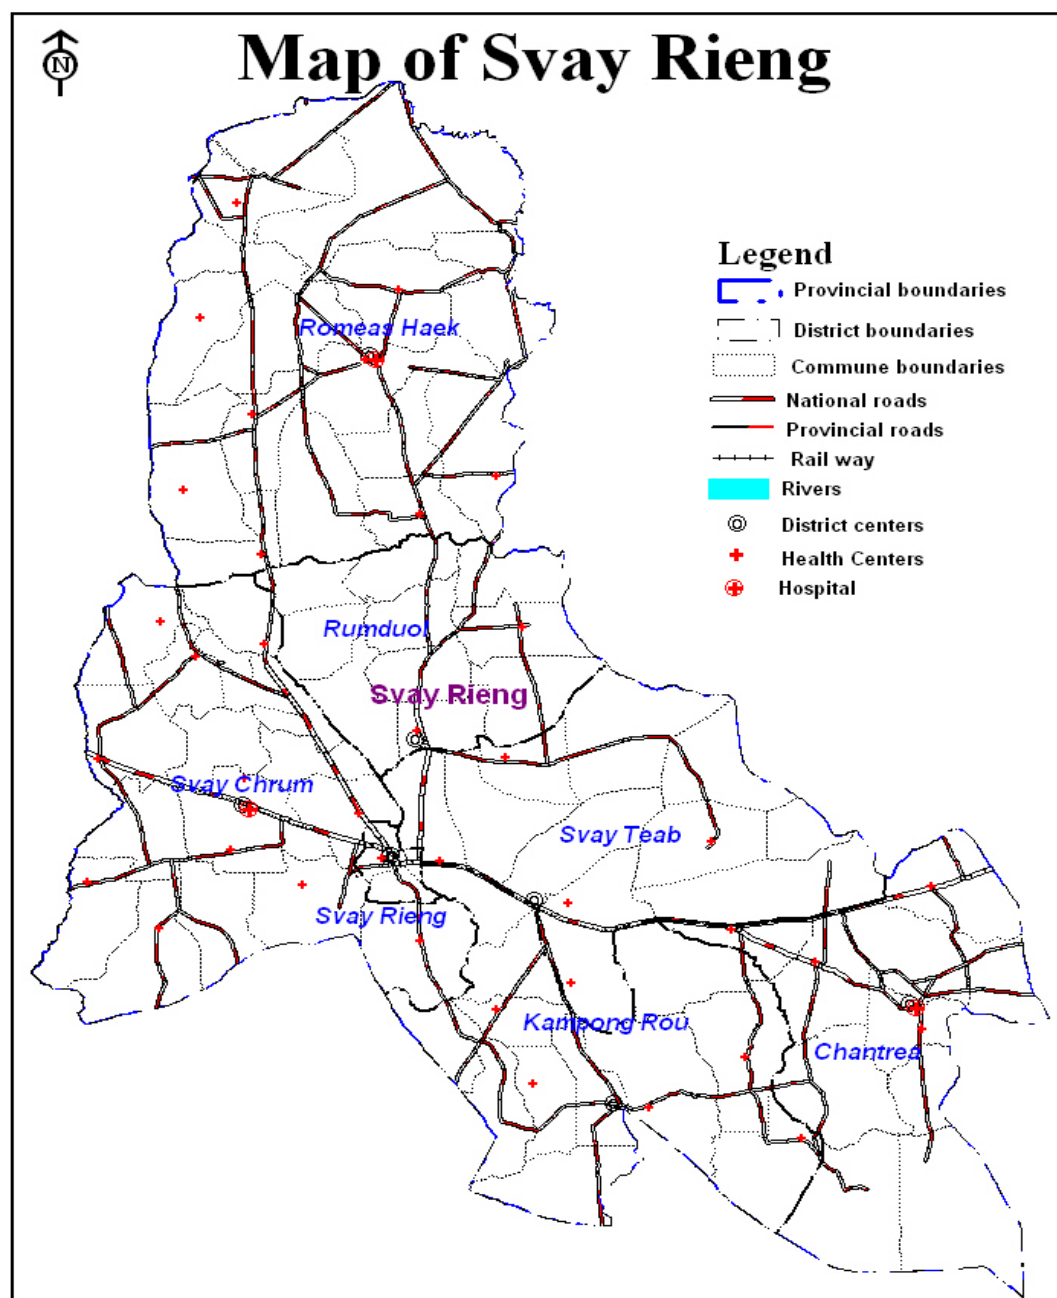 Map of Svay Rieng
N
Legend
Provincial boundaries
District boundaries
Commune boundaries
National roads
Provincial roads
Rail way
Rivers
District centers
Health Centers
Hospital
Romeas Haek
Rumduol
Svay Rieng
Svay Chrum
Svay Teab
Svay Rieng
Kampong Rou
Chantrea